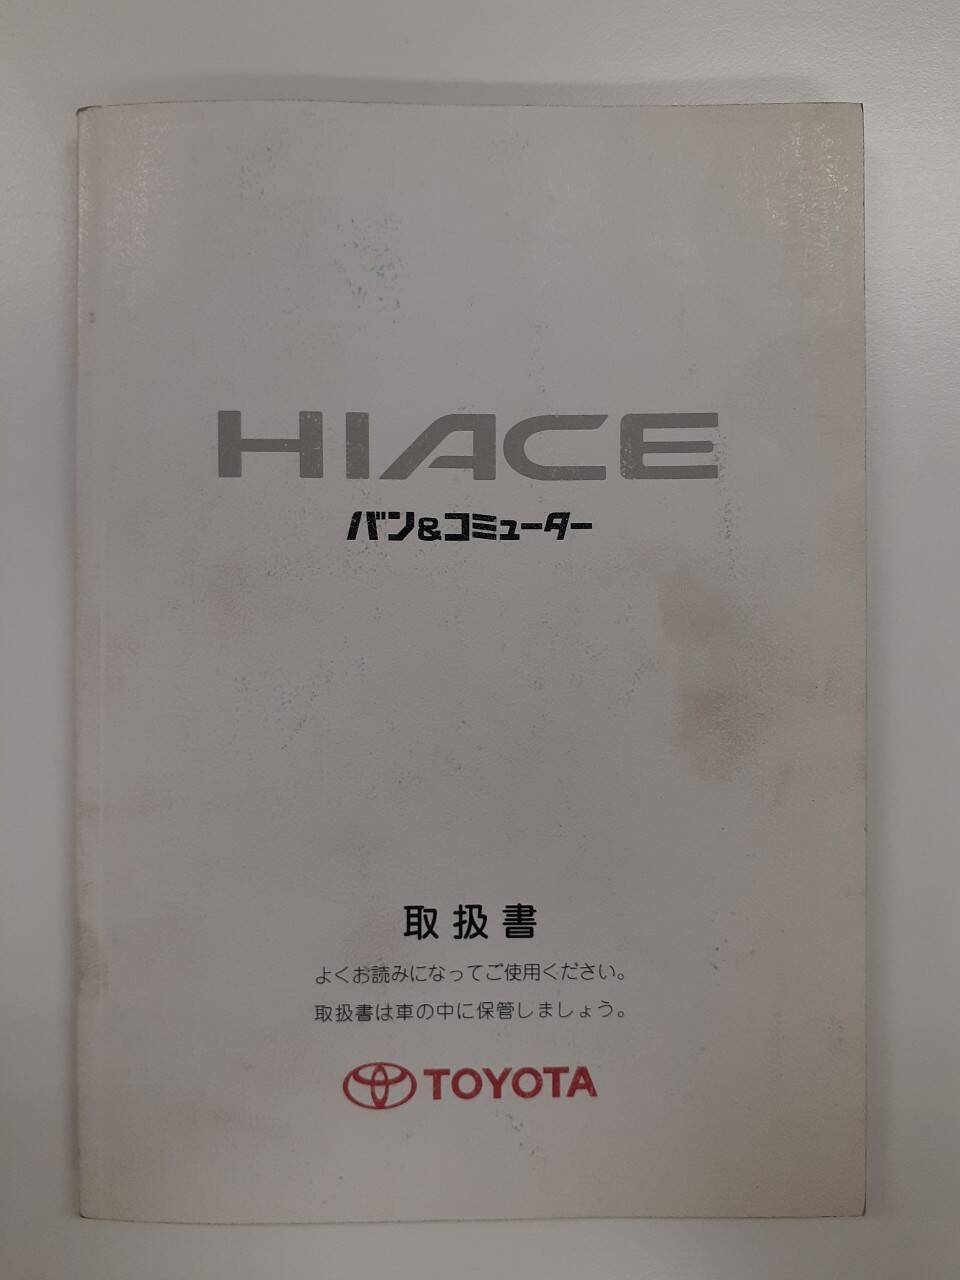 HIACE
バン&コミューター
取扱書
よくお読みになってご使用ください。
取扱書は車の中に保管しましょう。
TOYOTA